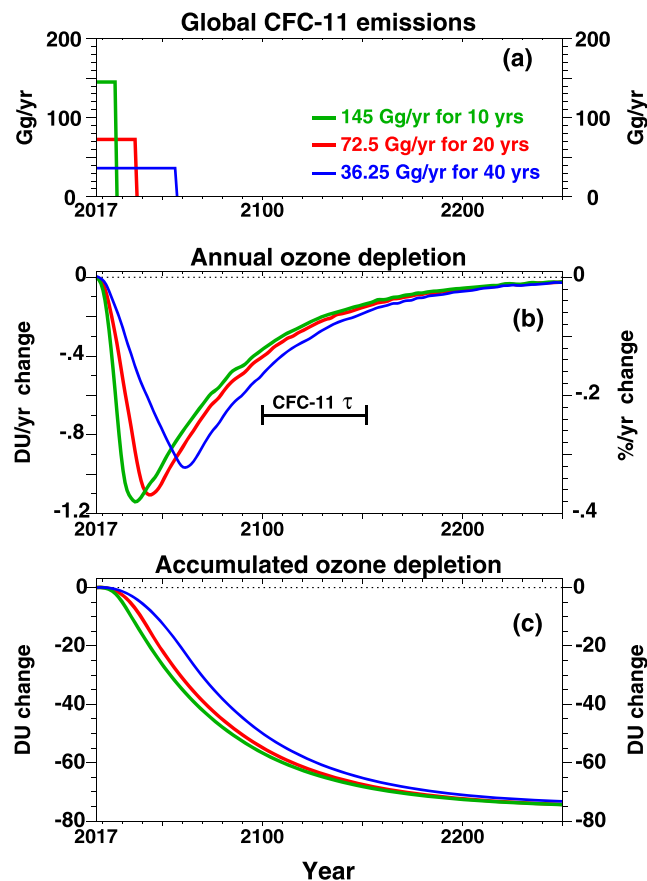 Global CFC-11 emissions
200
200
(a)
Gg/yr
100
100
Gg/yr
145 Gg/yr for 10 yrs
72.5 Gg/yr for 20 yrs
36.25 Gg/yr for 40 yrs
0
0
2017
2100
2200
Annual ozone depletion
0
0
(b)
DU/yr change
-.4
-.2
%/yr change
CFC-11 τ
-.8
-1.2
-.4
2017
2100
2200
Accumulated ozone depletion
0
0
(c)
-20
-20
DU change
-40
-40
DU change
-60
-60
-80
-80
2017
2100
2200
Year